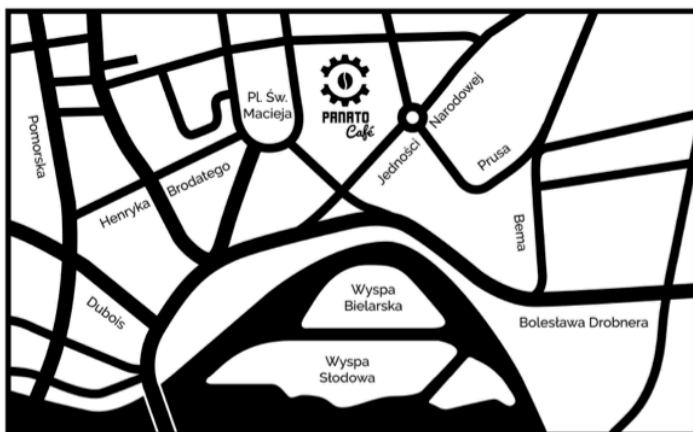 Pomorska
Pl. Św.
Macieja
PANATO
Café
Narodowej
Jedności
Prusa
Henryka
Brodatego
Bema
Dubois
Wyspa
Bielarska
Bolesława Drobnera
Wyspa
Słodowa